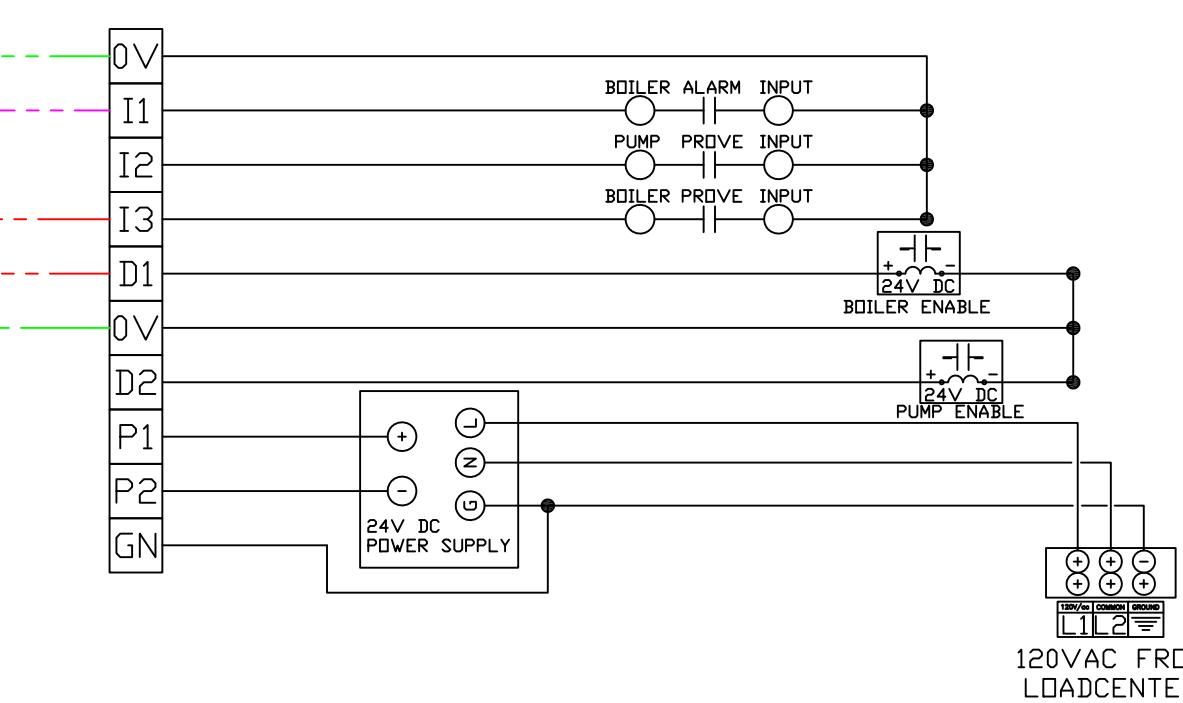 0V
BOILER ALARM INPUT
I1
PUMP PROVE INPUT
I2
BOILER PROVE INPUT
I3
+ −
D1
24V DC
BOILER ENABLE
0V
+ −
D2
24V DC
PUMP ENABLE
L
P1
+
N
P2
−
G
24V DC
POWER SUPPLY
GN
+ + −
+ + +
120V/ac COMMON GROUND
L1 L2
120VAC FRO
LOADCENTE